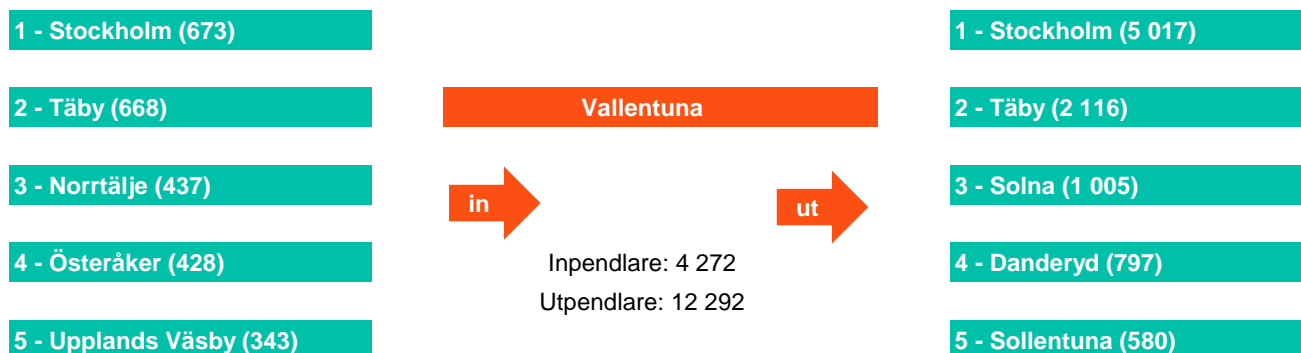 1 - Stockholm (673)
2 - Täby (668)
3 - Norrtälje (437)
4 - Österåker (428)
5 - Upplands Väsby (343)
Vallentuna
in
ut
Inpendlare: 4 272
Utpendlare: 12 292
1 - Stockholm (5 017)
2 - Täby (2 116)
3 - Solna (1 005)
4 - Danderyd (797)
5 - Sollentuna (580)